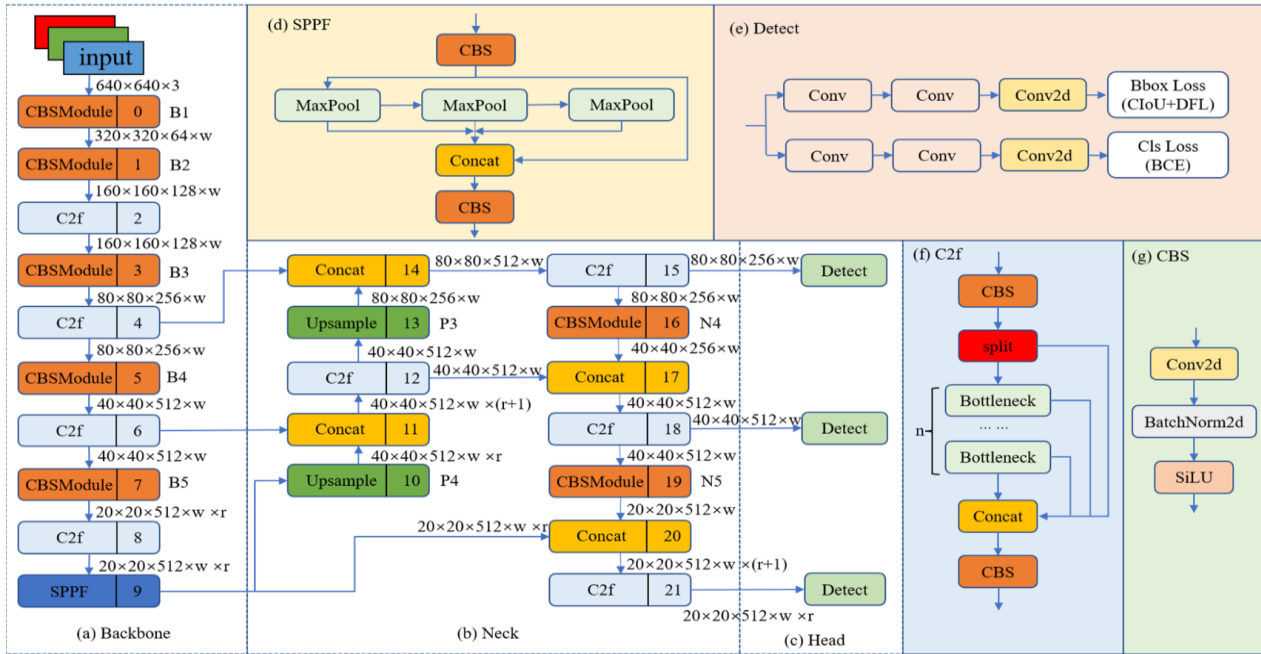 input
640×640×3
CBSModule 0 B1
320×320×64×w
CBSModule 1 B2
160×160×128×w
C2f 2
160×160×128×w
CBSModule 3 B3
80×80×256×w
C2f 4
80×80×256×w
CBSModule 5 B4
40×40×512×w
C2f 6
40×40×512×w
CBSModule 7 B5
20×20×512×w ×r
C2f 8
20×20×512×w ×r
SPPF 9
(a) Backbone
(d) SPPF
CBS
MaxPool MaxPool MaxPool
Concat
CBS
(e) Detect
Conv Conv Conv2d Bbox Loss
(CIoU+DFL)
Conv Conv Conv2d Cls Loss
(BCE)
Concat 14
80×80×512×w
80×80×256×w
Upsample 13 P3
40×40×512×w
C2f 12
40×40×512×w
40×40×512×w ×(r+1)
Concat 11
40×40×512×w ×r
Upsample 10 P4
20×20×512×w ×r
C2f 15
80×80×256×w
80×80×256×w
CBSModule 16 N4
40×40×256×w
Concat 17
40×40×512×w
C2f 18
40×40×512×w
40×40×512×w
CBSModule 19 N5
20×20×512×w
Concat 20
20×20×512×w ×(r+1)
C2f 21
20×20×512×w ×r
(b) Neck
Detect
Detect
Detect
(c) Head
(f) C2f
CBS
split
Bottleneck
n
... ...
Bottleneck
Concat
CBS
(g) CBS
Conv2d
BatchNorm2d
SiLU